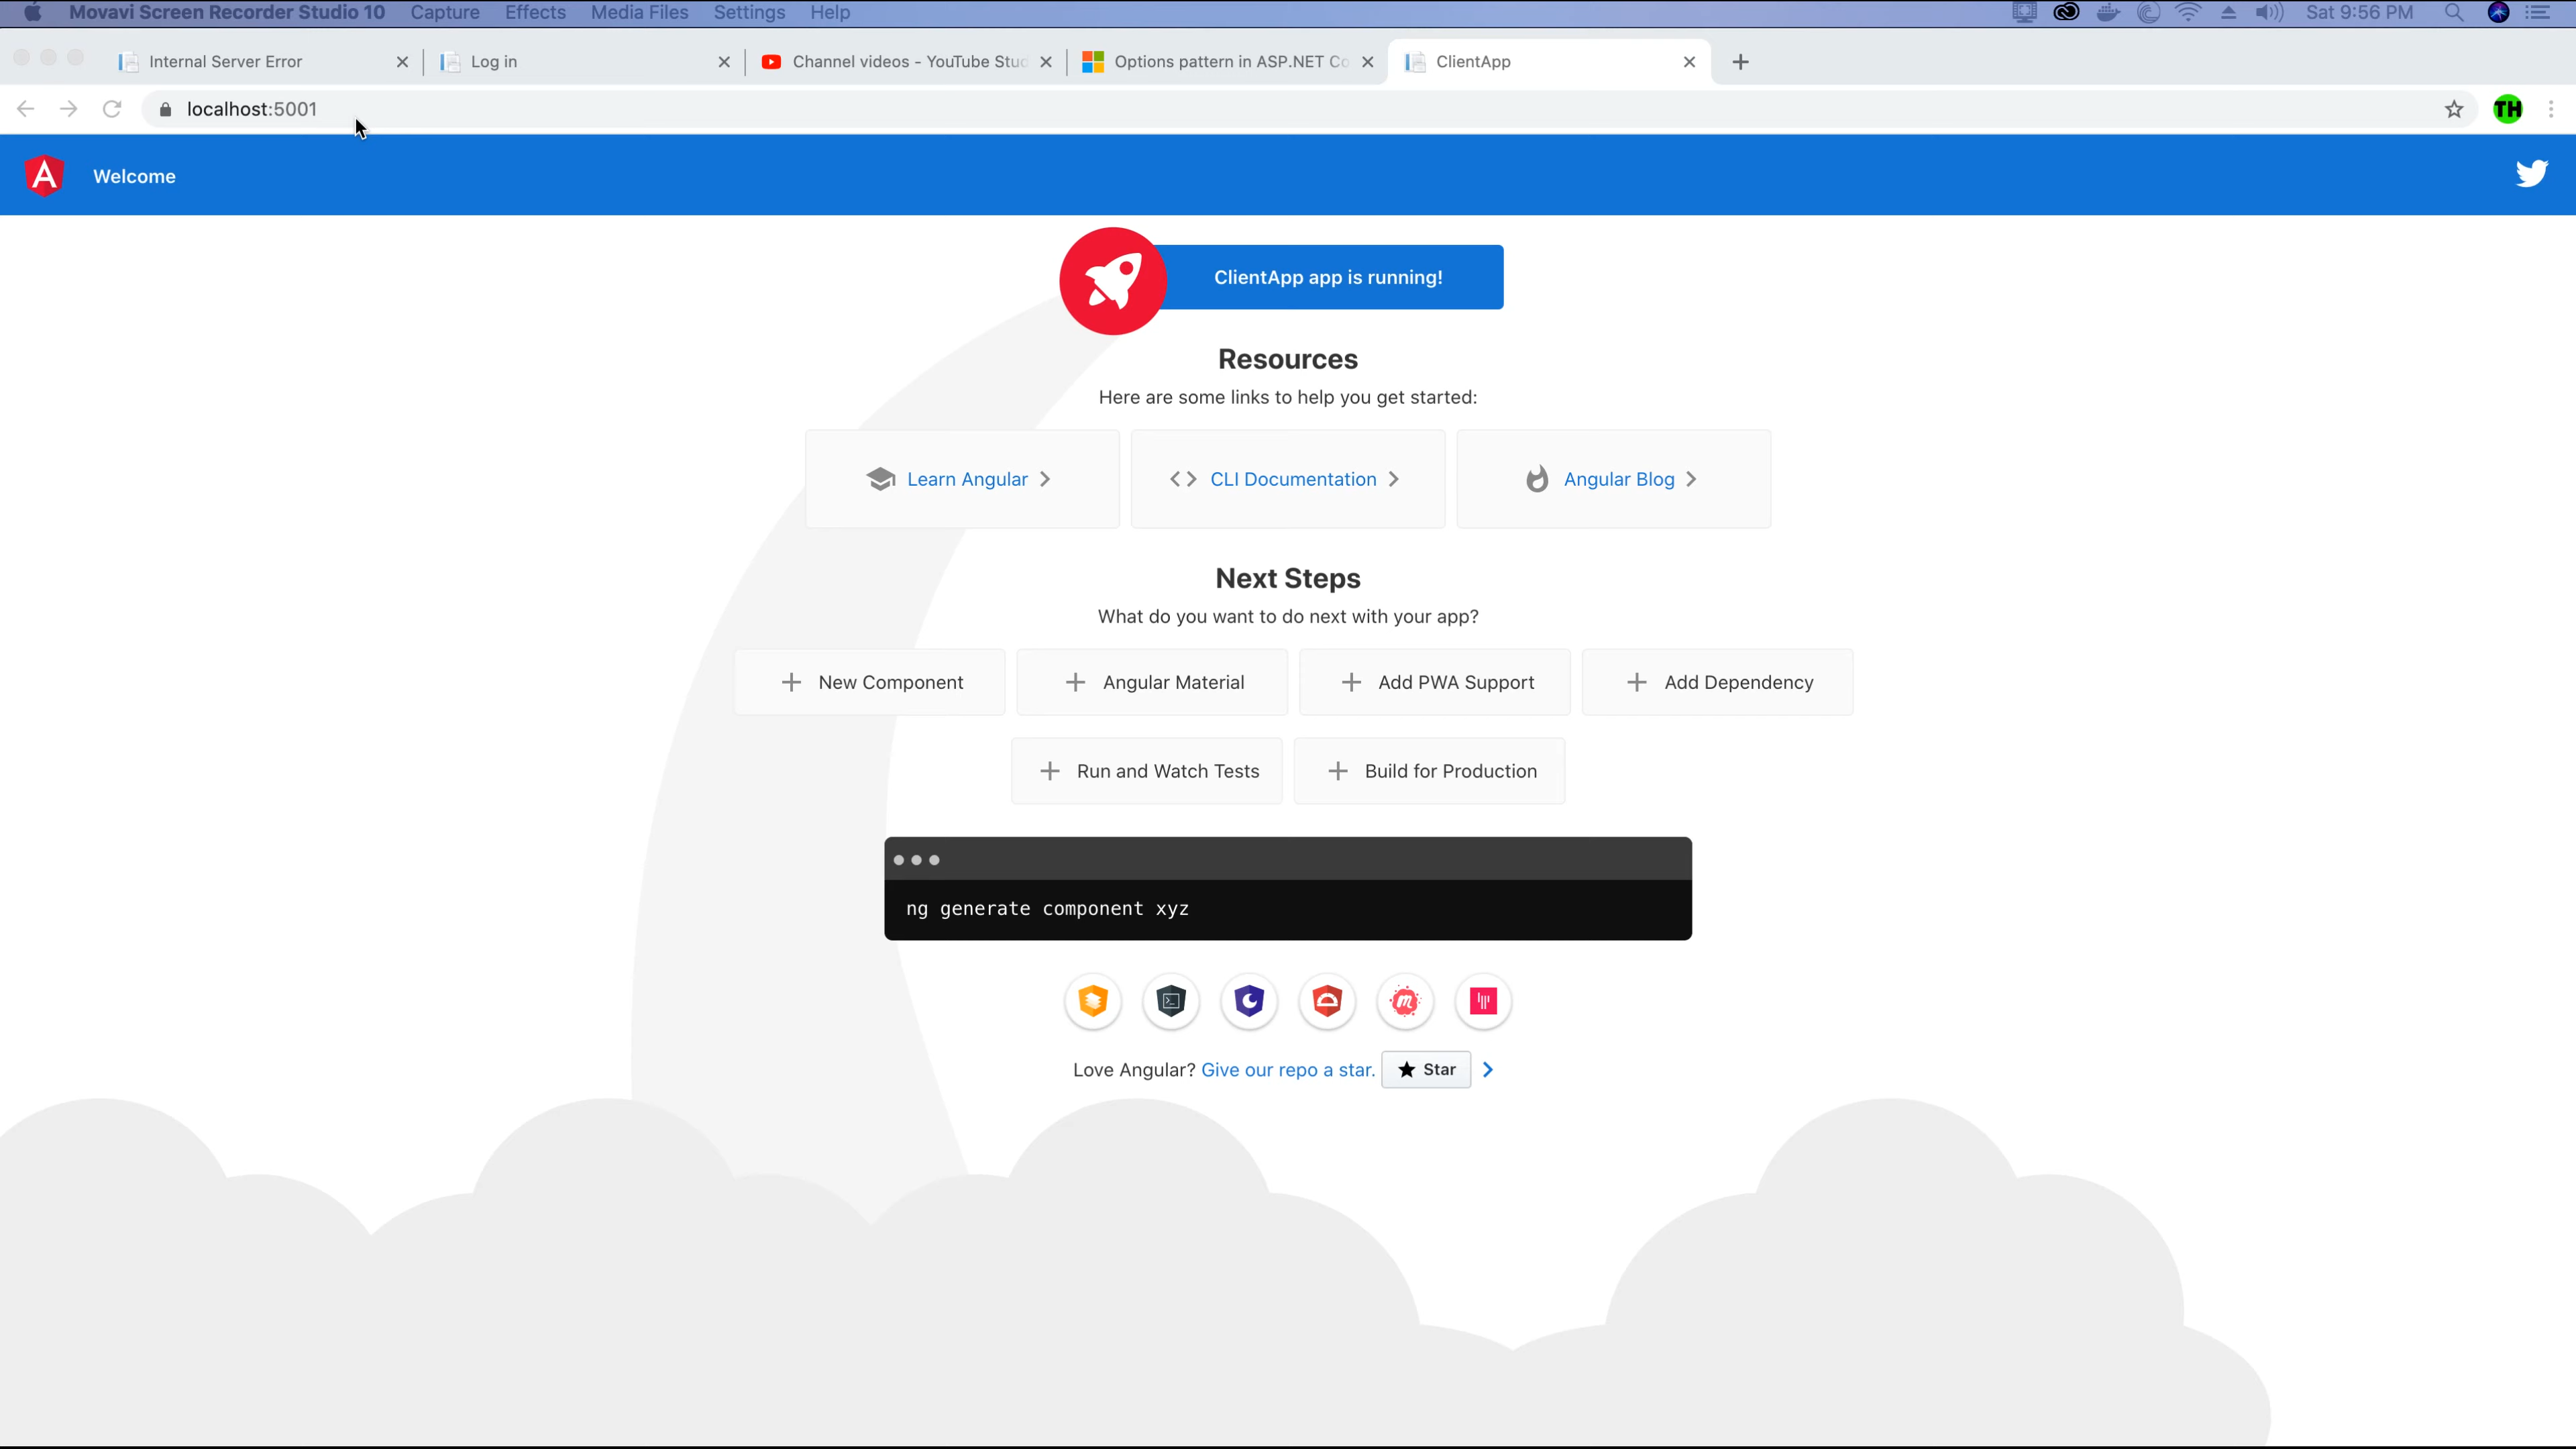 Movavi Screen Recorder Studio 10 Capture Effects Media Files Settings Help Sat 9:56 PM
Internal Server Error Log in Channel videos - YouTube Stud Options pattern in ASP.NET Co ClientApp
localhost:5001 TH
Welcome
ClientApp app is running!
Resources
Here are some links to help you get started:
Learn Angular CLI Documentation Angular Blog
Next Steps
What do you want to do next with your app?
New Component Angular Material Add PWA Support Add Dependency
Run and Watch Tests Build for Production
ng generate component xyz
Love Angular? Give our repo a star. Star